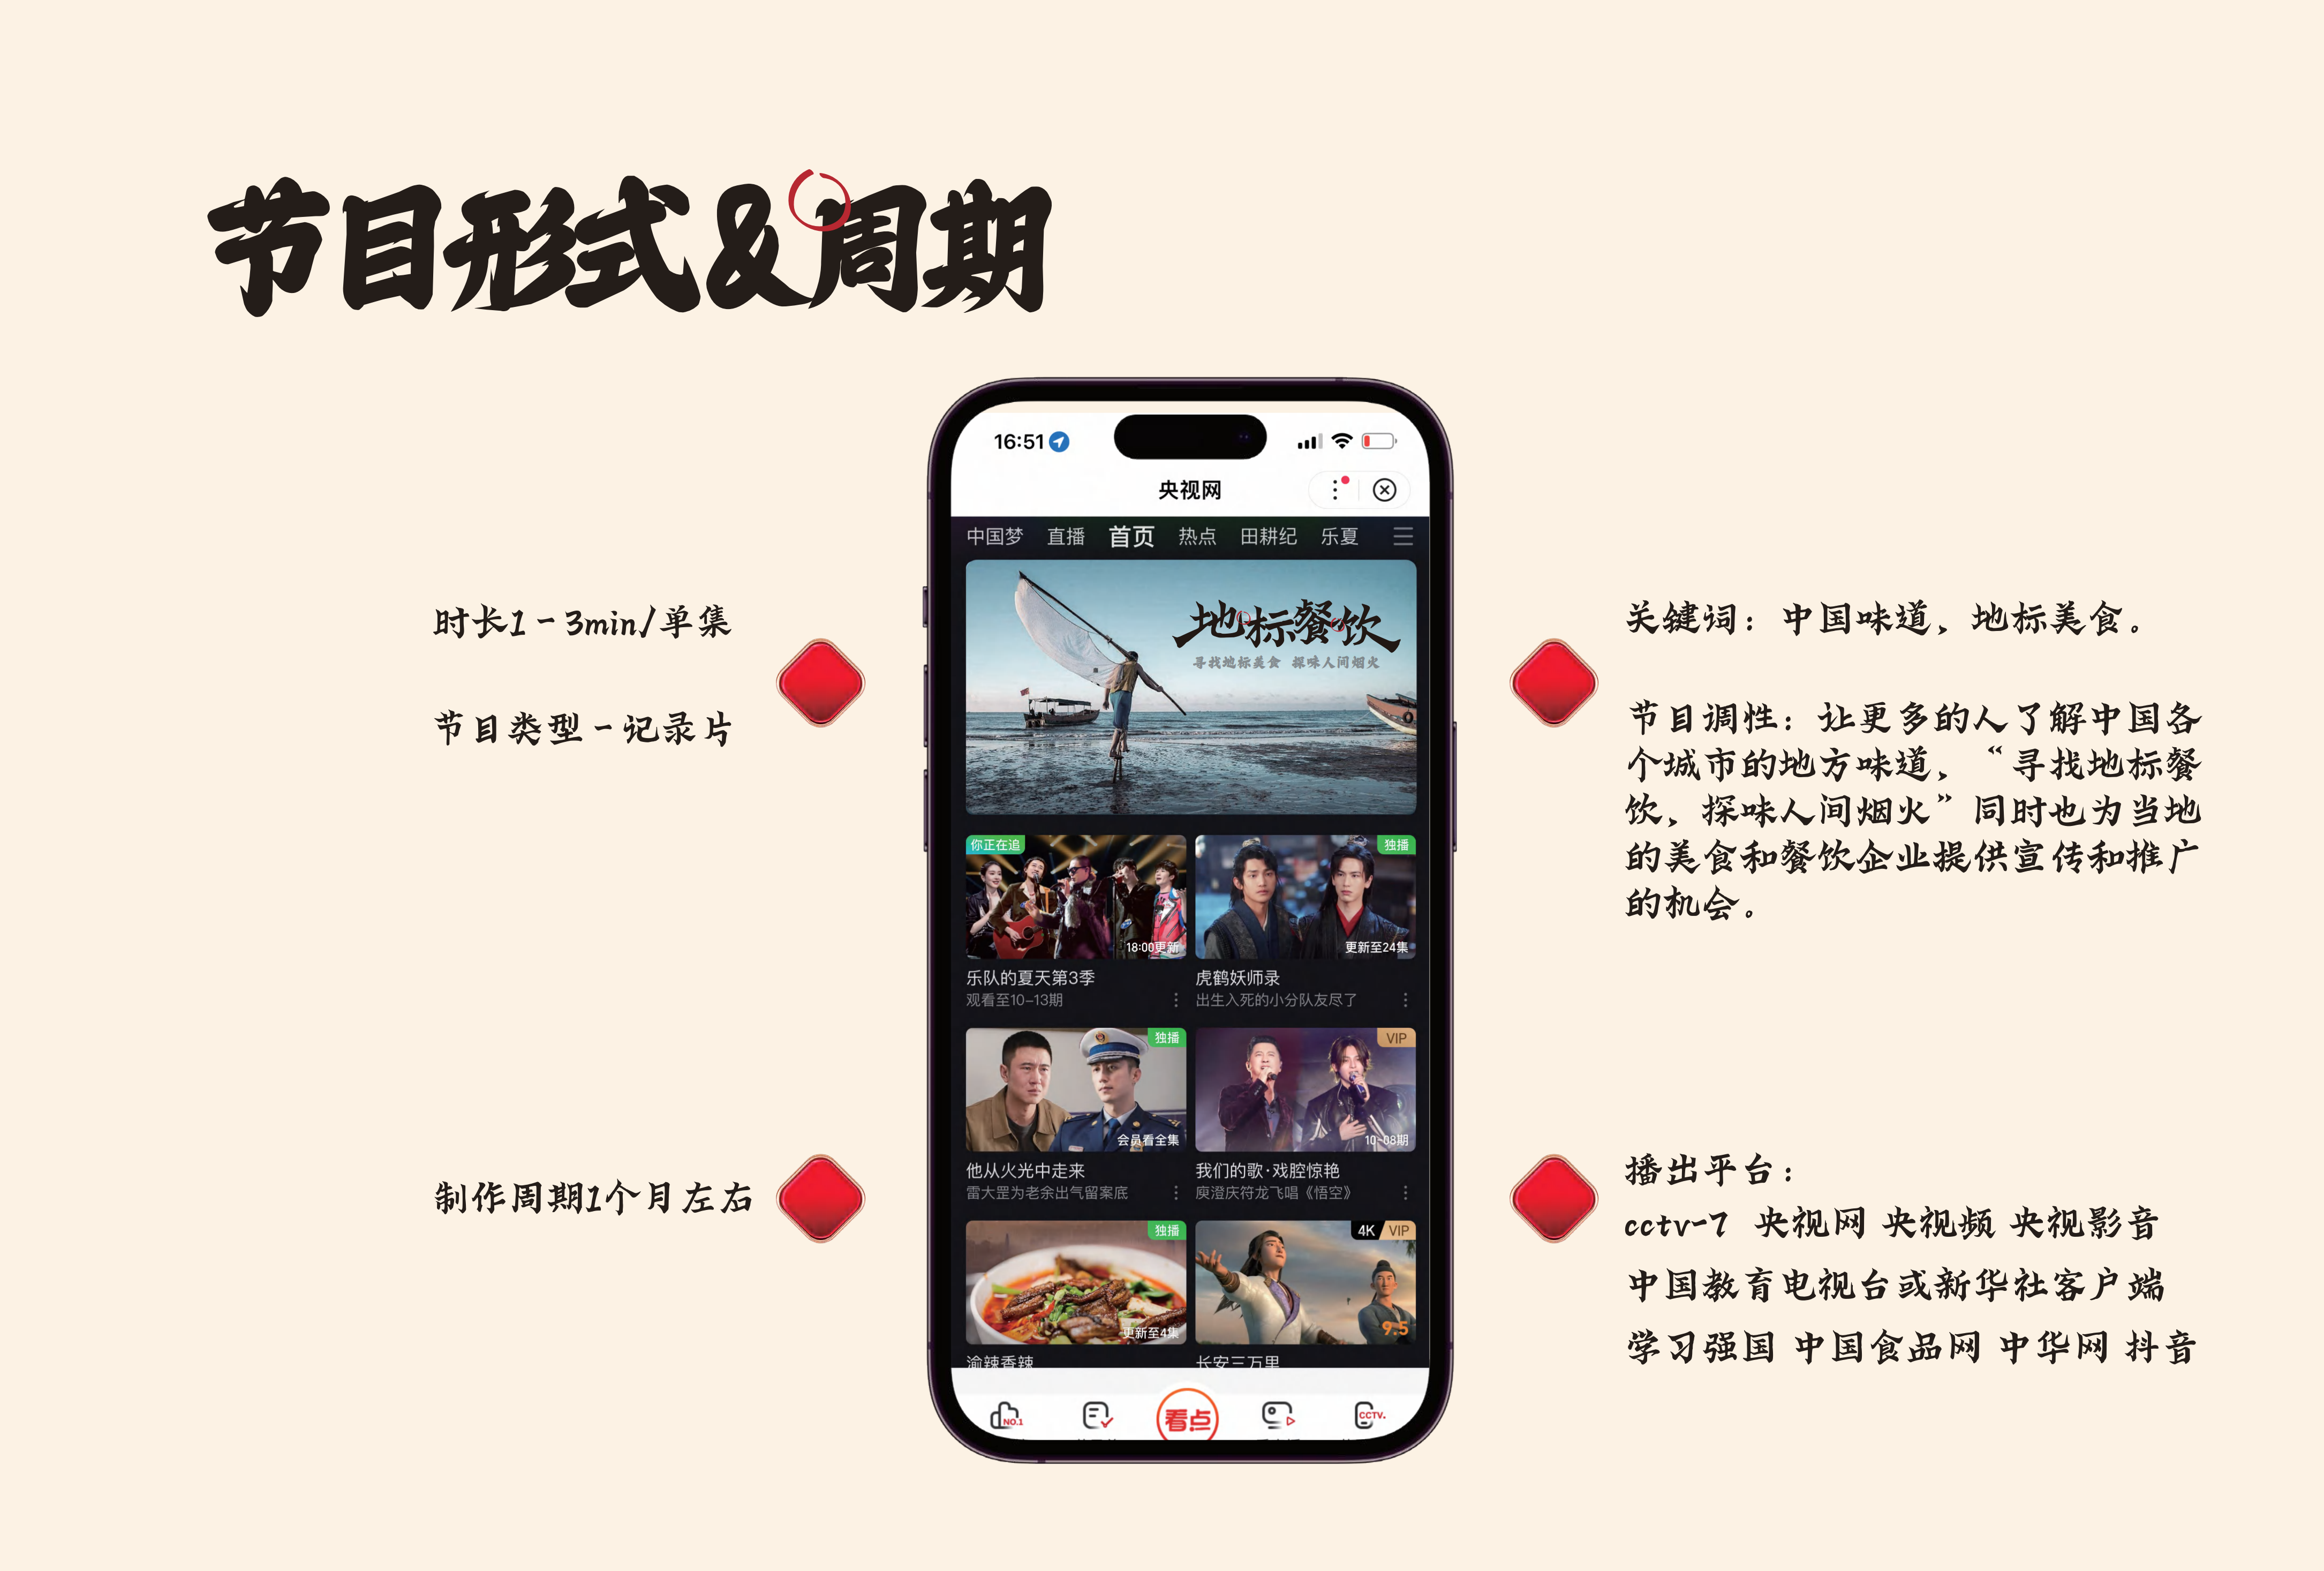 节目形式&周期
时长1-3min/单集
节目类型-记录片
制作周期1个月左右
16:51
央视网
中国梦 直播 首页 热点 田耕纪 乐夏
地标餐饮
寻找地标美食 探味人间烟火
你正在追
18:00更新
独播
更新至24集
乐队的夏天第3季
观看至10-13期
虎鹤妖师录
出生入死的小分队友尽了
独播
会员看全集
VIP
10-08期
他从火光中走来
雷大罡为老余出气留案底
我们的歌·戏腔惊艳
庾澄庆符龙飞唱《悟空》
独播
更新至4集
4K VIP
9.5
渝辣香辣
长安三万里
NO.1
看点
CCTV.
关键词：中国味道，地标美食。
节目调性：让更多的人了解中国各
个城市的地方味道，“寻找地标餐
饮，探味人间烟火”同时也为当地
的美食和餐饮企业提供宣传和推广
的机会。
播出平台：
cctv-7 央视网 央视频 央视影音
中国教育电视台或新华社客户端
学习强国 中国食品网 中华网 抖音